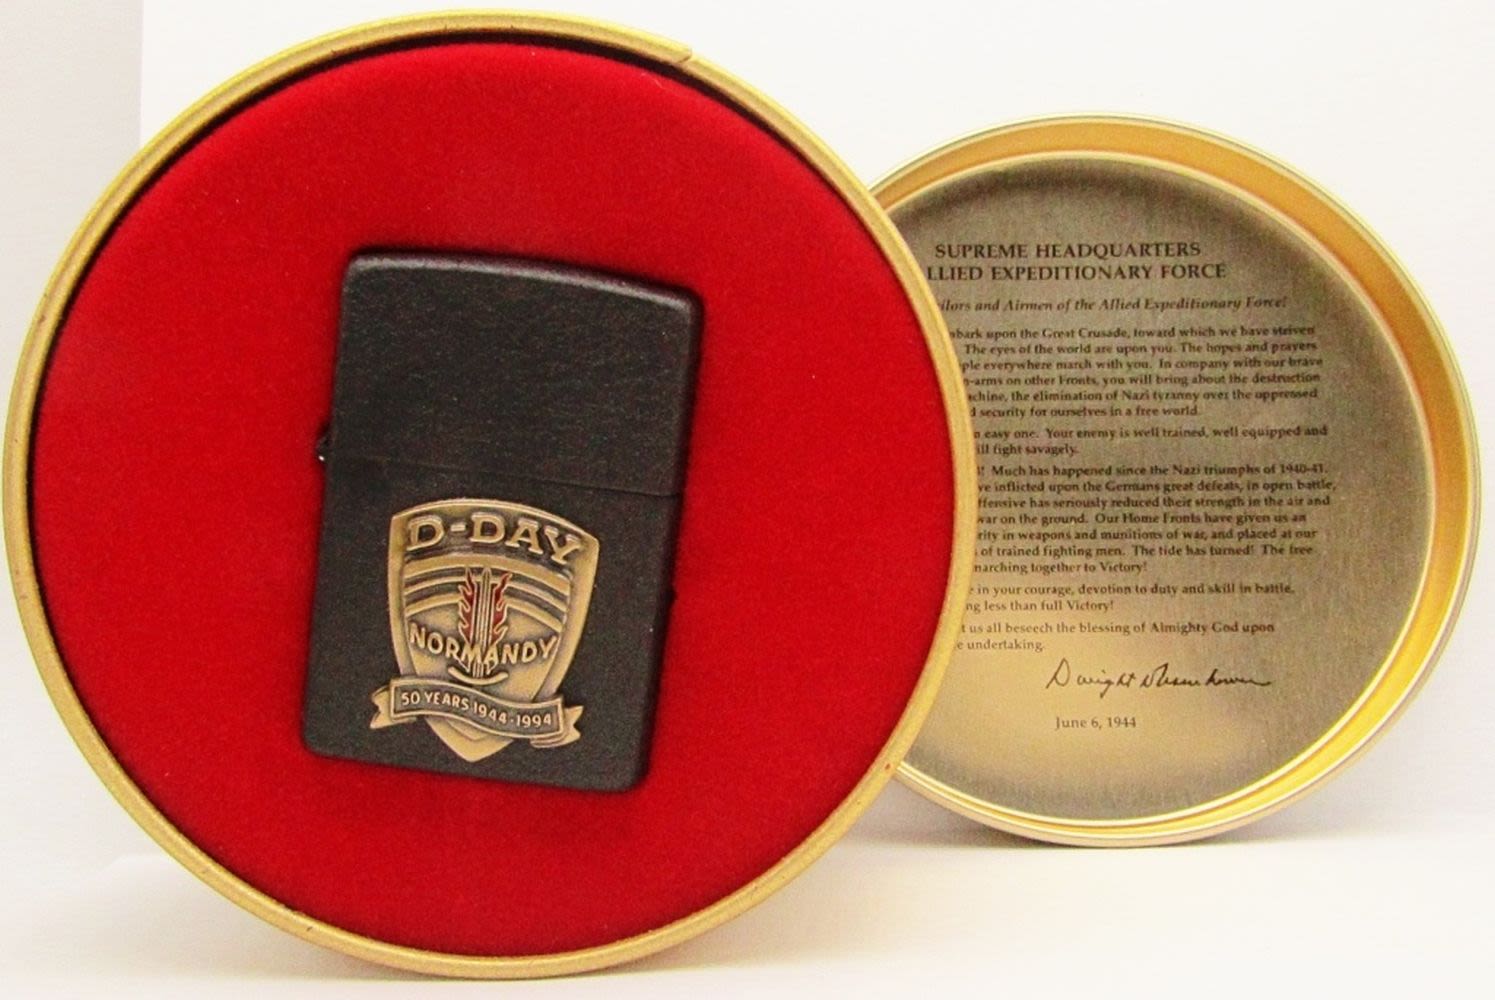 D-DAY
NORMANDY
50 YEARS 1944-1994
SUPREME HEADQUARTERS
LLIED EXPEDITIONARY FORCE
ilors and Airmen of the Allied Expeditionary Force!
bark upon the Great Crusade, toward which we have striven
The eyes of the world are upon you. The hopes and prayers
ple everywhere march with you. In company with our brave
-arms on other Fronts, you will bring about the destruction
achine, the elimination of Nazi tyranny over the oppressed
d security for ourselves in a free world.
n easy one. Your enemy is well trained, well equipped and
ill fight savagely.
! Much has happened since the Nazi triumphs of 1940-41.
ve inflicted upon the Germans great defeats, in open battle,
ffensive has seriously reduced their strength in the air and
war on the ground. Our Home Fronts have given us an
rity in weapons and munitions of war, and placed at our
s of trained fighting men. The tide has turned! The free
marching together to Victory!
e in your courage, devotion to duty and skill in battle.
ng less than full Victory!
t us all beseech the blessing of Almighty God upon
e undertaking.
Dwight D Eisenhower
June 6, 1944